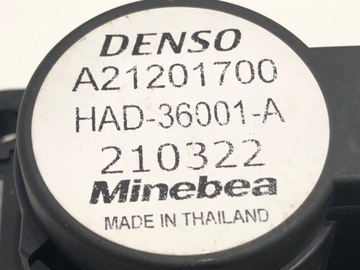 DENSO
A21201700
HAD-36001-A
210322
Minebea
MADE IN THAILAND